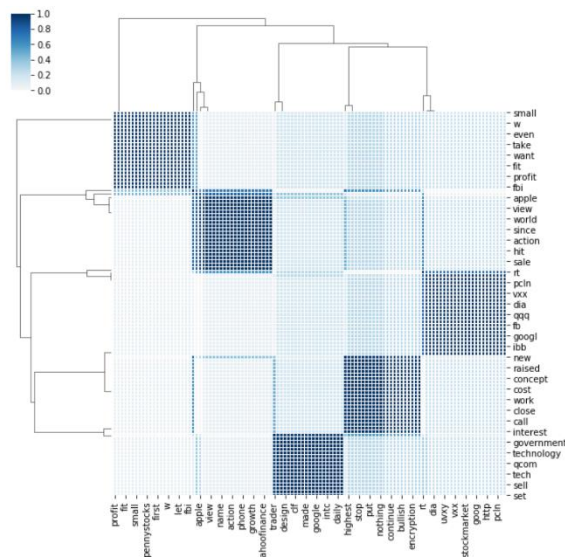 1.0
0.8
0.6
0.4
0.2
0.0
small
w
even
take
want
fit
profit
fbi
apple
view
world
since
action
hit
sale
rt
pcln
vxx
dia
qqq
fb
googl
ibb
new
raised
concept
cost
work
close
call
interest
government
technology
qcom
tech
sell
set
profit
fit
small
pennystocks
first
w
let
fbi
apple
view
name
action
phone
growth
ahoofinance
trader
design
made
google
intc
daily
highest
stop
put
nothing
continue
bullish
encryption
rt
dia
uvxy
vxx
stockmarket
goog
http
pcln